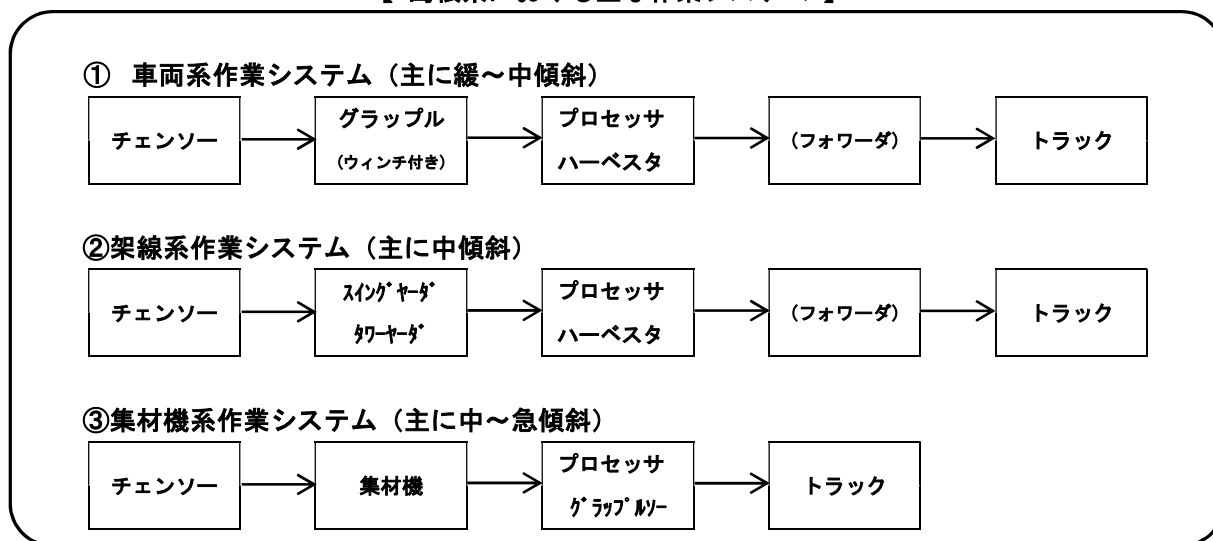 ① 車両系作業システム（主に緩～中傾斜）
チェンソー
グラップル
(ウィンチ付き)
プロセッサ
ハーベスタ
(フォワーダ)
トラック
②架線系作業システム（主に中傾斜）
チェンソー
ｽｲﾝｸﾞﾔｰﾀﾞ
ﾀﾜｰﾔｰﾀﾞ
プロセッサ
ハーベスタ
(フォワーダ)
トラック
③集材機系作業システム（主に中～急傾斜）
チェンソー
集材機
プロセッサ
ｸﾞﾗｯﾌﾟﾙｿｰ
トラック